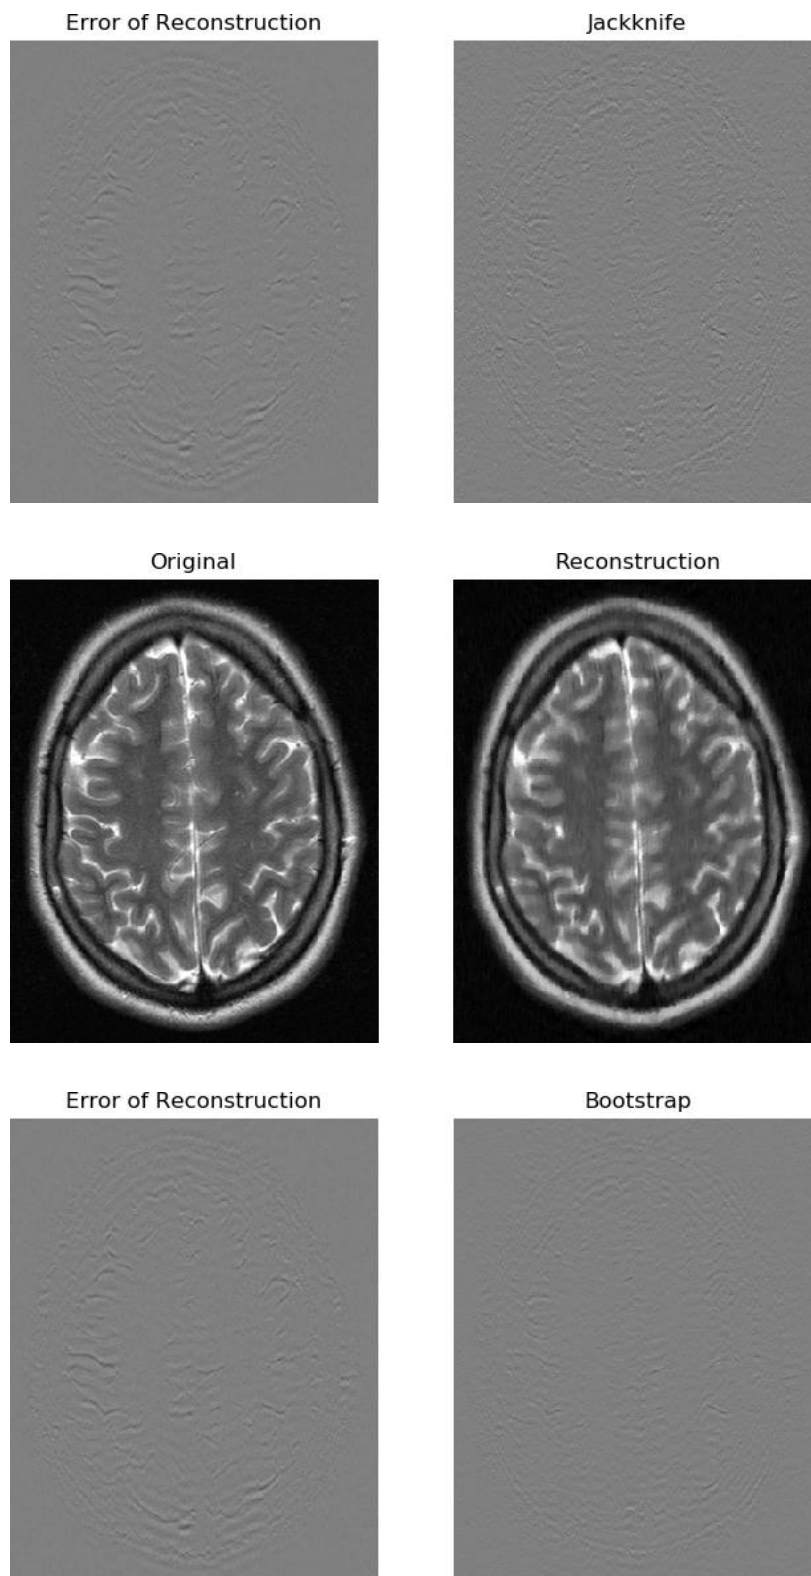 Error of Reconstruction
Jackknife
Original
Reconstruction
Error of Reconstruction
Bootstrap